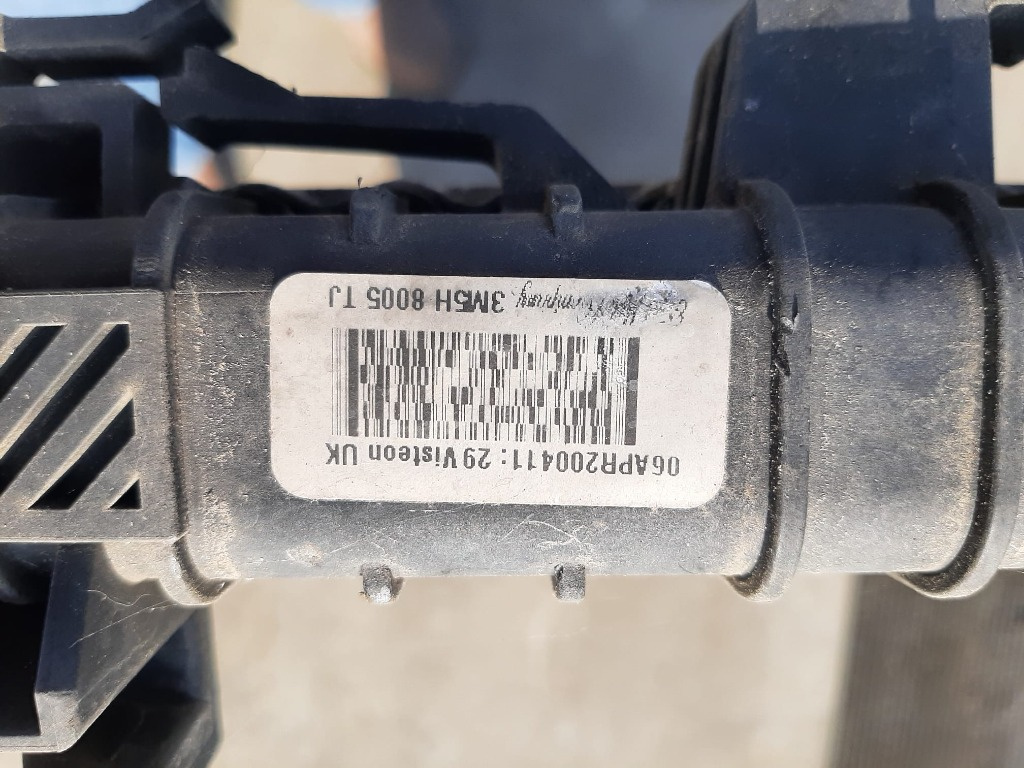 06APR200411:29 Visteon UK
3M5H 8005 TJ